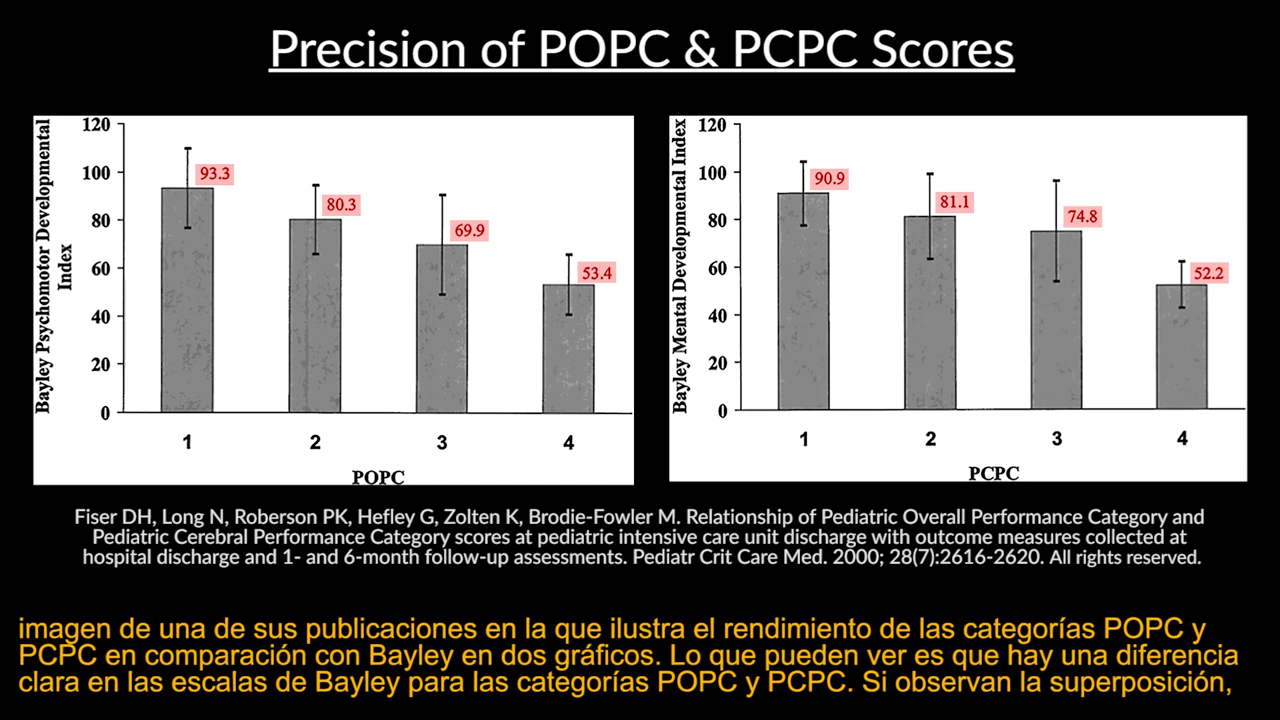 Precision of POPC & PCPC Scores
Bayley Psychomotor Developmental
Index
120
100
80
60
40
20
0
93.3
80.3
69.9
53.4
1
2
3
4
POPC
Bayley Mental Developmental Index
120
100
80
60
40
20
0
90.9
81.1
74.8
52.2
1
2
3
4
PCPC
Fiser DH, Long N, Roberson PK, Hefley G, Zolten K, Brodie-Fowler M. Relationship of Pediatric Overall Performance Category and
Pediatric Cerebral Performance Category scores at pediatric intensive care unit discharge with outcome measures collected at
hospital discharge and 1- and 6-month follow-up assessments. Pediatr Crit Care Med. 2000; 28(7):2616-2620. All rights reserved.
imagen de una de sus publicaciones en la que ilustra el rendimiento de las categorías POPC y
PCPC en comparación con Bayley en dos gráficos. Lo que pueden ver es que hay una diferencia
clara en las escalas de Bayley para las categorías POPC y PCPC. Si observan la superposición,